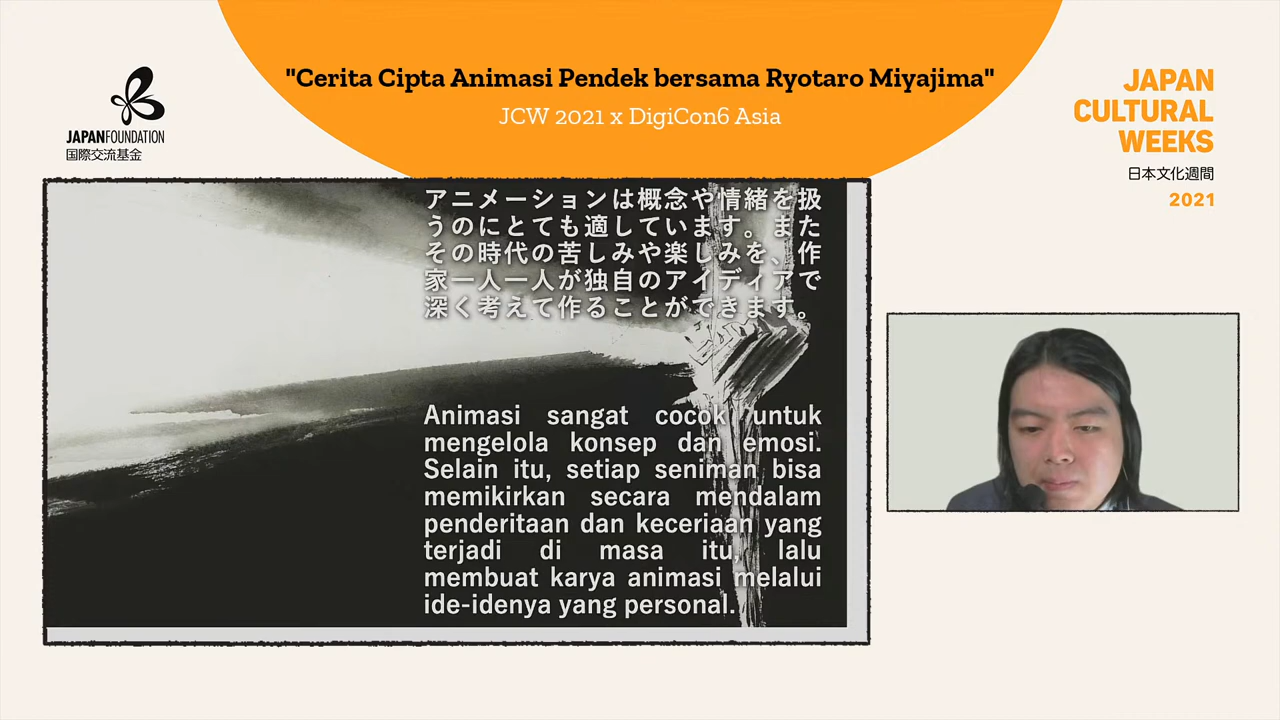 "Cerita Cipta Animasi Pendek bersama Ryotaro Miyajima"
JCW 2021 x DigiCon6 Asia
JAPANFOUNDATION
国際交流基金
JAPAN
CULTURAL
WEEKS
日本文化週間
2021
アニメーションは概念や情緒を扱
うのにとても適しています。また
その時代の苦しみや楽しみを、作
家一人一人が独自のアイディアで
深く考えて作ることができます。
Animasi sangat cocok untuk
mengelola konsep dan emosi.
Selain itu, setiap seniman bisa
memikirkan secara mendalam
penderitaan dan keceriaan yang
terjadi di masa itu, lalu
membuat karya animasi melalui
ide-idenya yang personal.